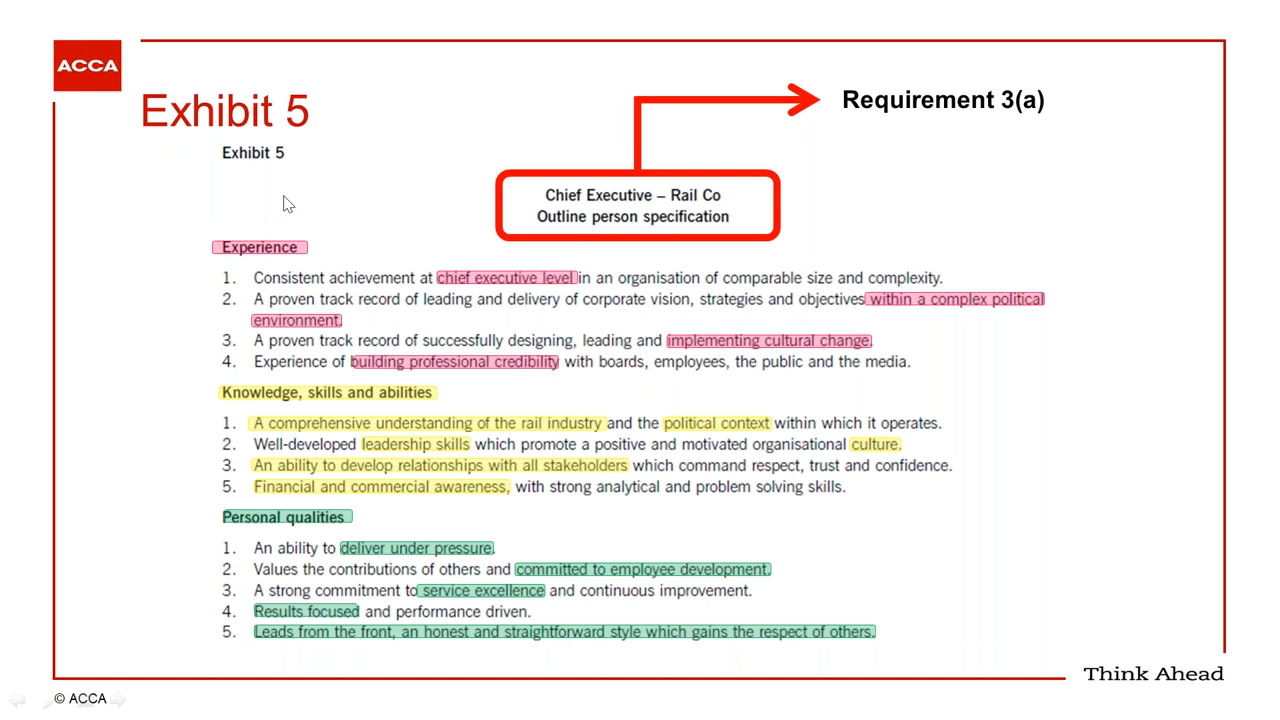 ACCA
Exhibit 5
Requirement 3(a)
Exhibit 5
Chief Executive – Rail Co
Outline person specification
Experience
1. Consistent achievement at chief executive level in an organisation of comparable size and complexity.
2. A proven track record of leading and delivery of corporate vision, strategies and objectives within a complex political
environment.
3. A proven track record of successfully designing, leading and implementing cultural change.
4. Experience of building professional credibility with boards, employees, the public and the media.
Knowledge, skills and abilities
1. A comprehensive understanding of the rail industry and the political context within which it operates.
2. Well-developed leadership skills which promote a positive and motivated organisational culture.
3. An ability to develop relationships with all stakeholders which command respect, trust and confidence.
5. Financial and commercial awareness, with strong analytical and problem solving skills.
Personal qualities
1. An ability to deliver under pressure.
2. Values the contributions of others and committed to employee development.
3. A strong commitment to service excellence and continuous improvement.
4. Results focused and performance driven.
5. Leads from the front, an honest and straightforward style which gains the respect of others.
Think Ahead
© ACCA